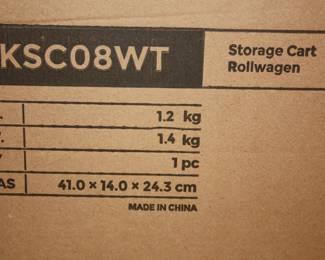 KSC08WT
Storage Cart
Rollwagen
1.2 kg
1.4 kg
1 pc
AS 41.0 × 14.0 × 24.3 cm
MADE IN CHINA